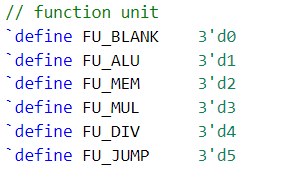 // function unit
`define FU_BLANK    3'd0
`define FU_ALU      3'd1
`define FU_MEM      3'd2
`define FU_MUL      3'd3
`define FU_DIV      3'd4
`define FU_JUMP     3'd5